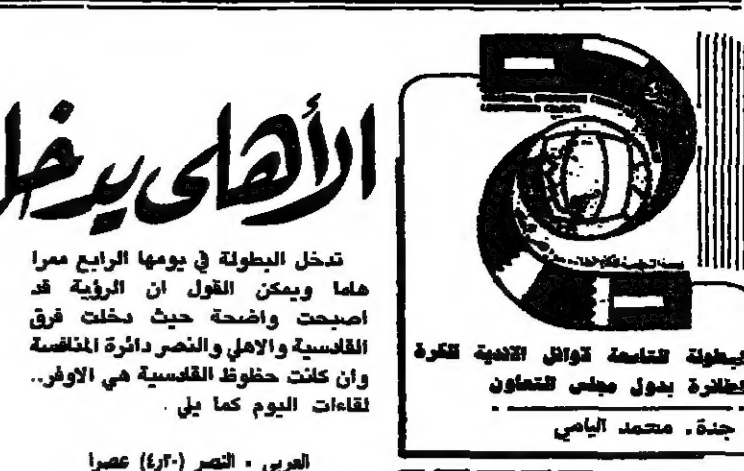 الأهلى يدخل
تدخل البطولة في يومها الرابع ممرا
هاما ويمكن القول ان الرؤية قد
اصبحت واضحة حيث دخلت فرق
القادسية والاهلي والنصر دائرة المنافسة
وان كانت حظوظ القادسية هي الاوفر..
لقاءات اليوم كما يلي .
العربي - النصر (٤٫٣٠) عصرا
البطولة التاسعة لاوائل الاندية للكرة
الطائرة بدول مجلس التعاون
جدة . محمد اليامي